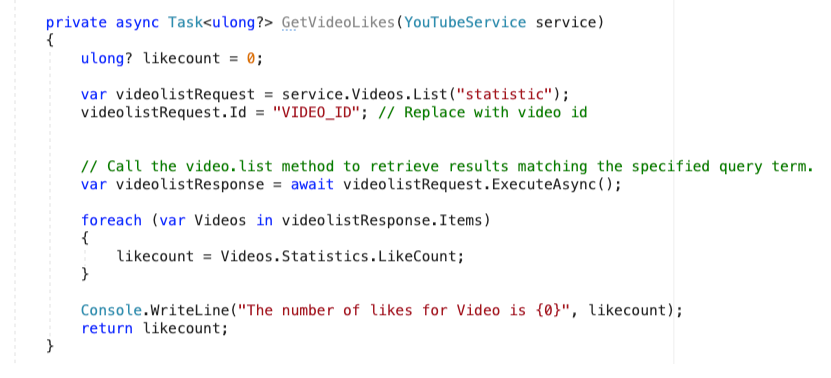 private async Task<ulong?> GetVideoLikes(YouTubeService service)
{
    ulong? likecount = 0;

    var videolistRequest = service.Videos.List("statistic");
    videolistRequest.Id = "VIDEO_ID"; // Replace with video id


    // Call the video.list method to retrieve results matching the specified query term.
    var videolistResponse = await videolistRequest.ExecuteAsync();

    foreach (var Videos in videolistResponse.Items)
    {
        likecount = Videos.Statistics.LikeCount;
    }

    Console.WriteLine("The number of likes for Video is {0}", likecount);
    return likecount;
}